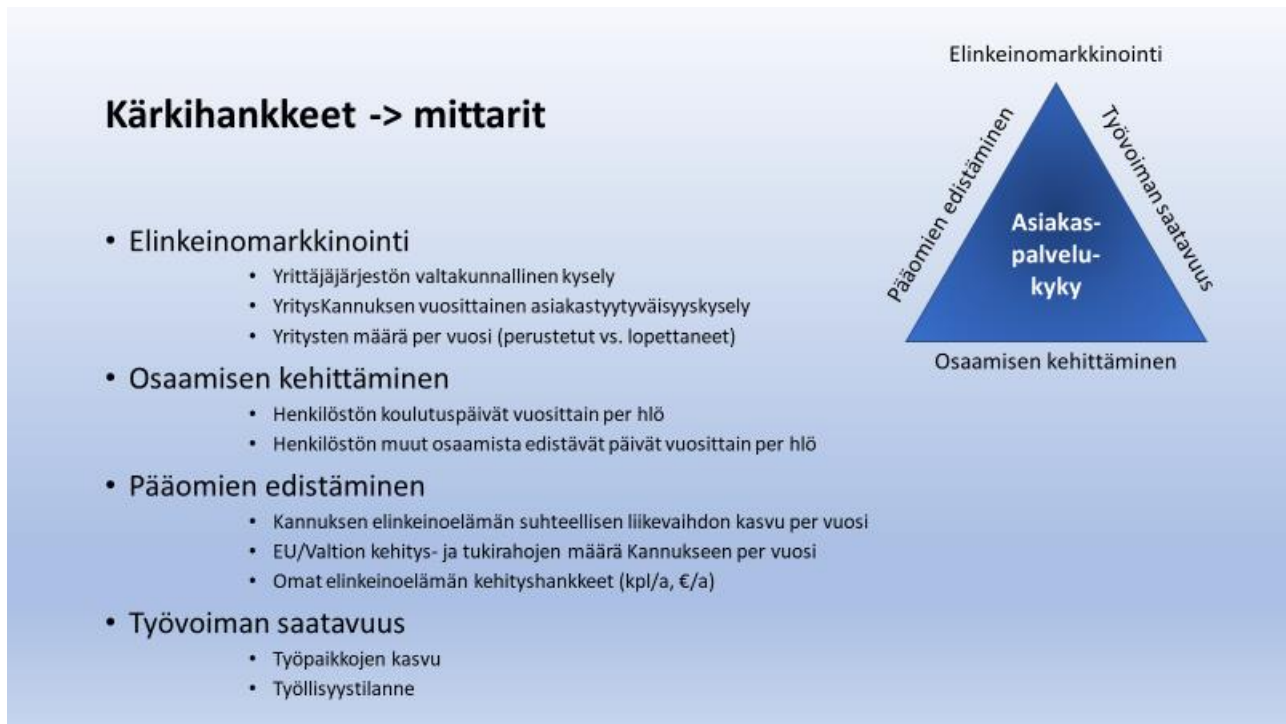 Kärkihankkeet -> mittarit
• Elinkeinomarkkinointi
• Yrittäjäjärjestön valtakunnallinen kysely
• YritysKannuksen vuosittainen asiakastyytyväisyyskysely
• Yritysten määrä per vuosi (perustetut vs. lopettaneet)
• Osaamisen kehittäminen
• Henkilöstön koulutuspäivät vuosittain per hlö
• Henkilöstön muut osaamista edistävät päivät vuosittain per hlö
• Pääomien edistäminen
• Kannuksen elinkeinoelämän suhteellisen liikevaihdon kasvu per vuosi
• EU/Valtion kehitys- ja tukirahojen määrä Kannukseen per vuosi
• Omat elinkeinoelämän kehityshankkeet (kpl/a, €/a)
• Työvoiman saatavuus
• Työpaikkojen kasvu
• Työllisyystilanne
Elinkeinomarkkinointi
Pääomien edistäminen
Työvoiman saatavuus
Asiakas-
palvelu-
kyky
Osaamisen kehittäminen